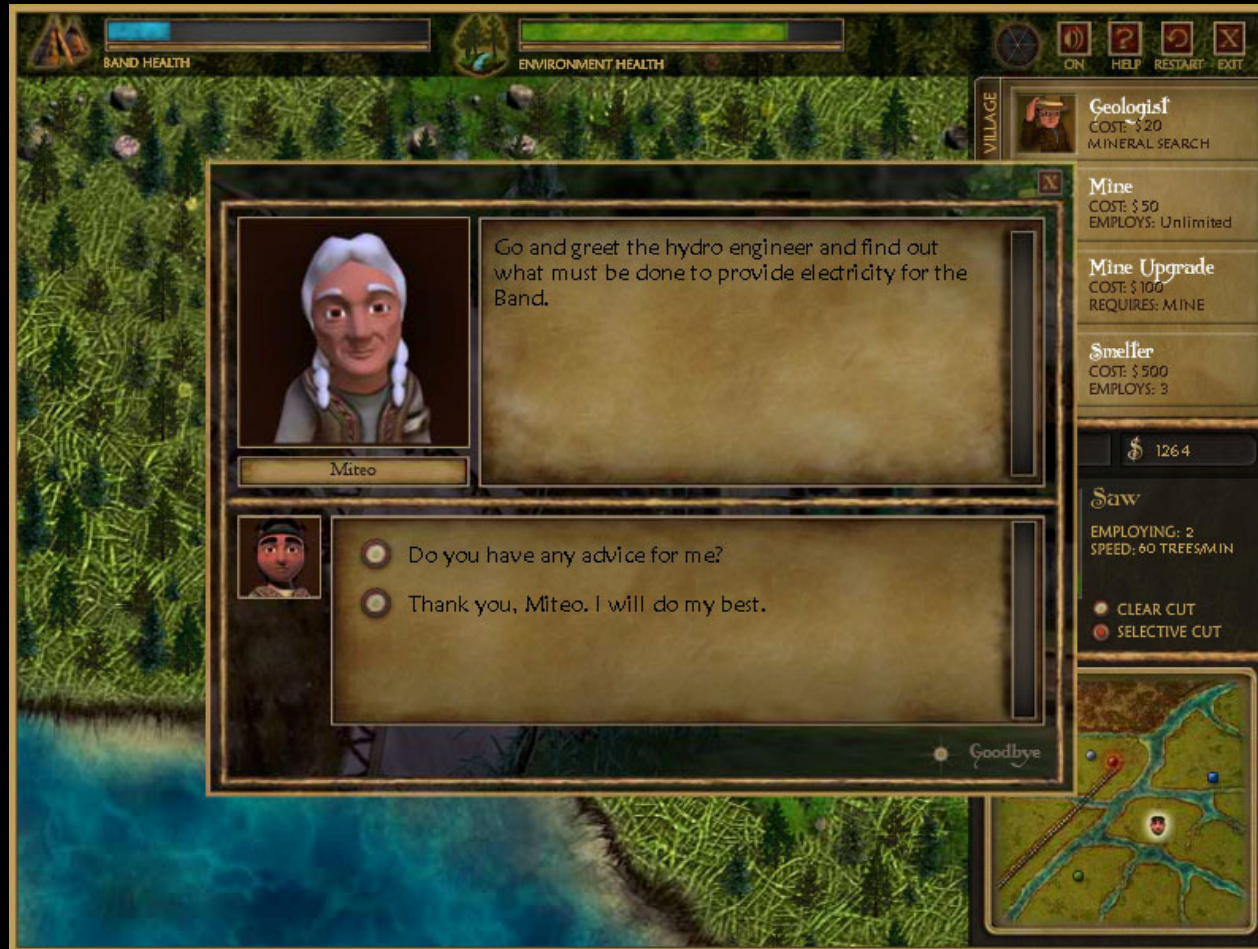 BAND HEALTH
ENVIRONMENT HEALTH
ON
HELP
RESTART
EXIT
VILLAGE
Geologist
COST: $20
MINERAL SEARCH
Mine
COST: $50
EMPLOYS: Unlimited
Mine Upgrade
COST: $100
REQUIRES: MINE
Smelter
COST: $500
EMPLOYS: 3
$ 1264
Saw
EMPLOYING: 2
SPEED: 60 TREES/MIN
CLEAR CUT
SELECTIVE CUT
X
Go and greet the hydro engineer and find out
what must be done to provide electricity for the
Band.
Miteo
Do you have any advice for me?
Thank you, Miteo. I will do my best.
Goodbye